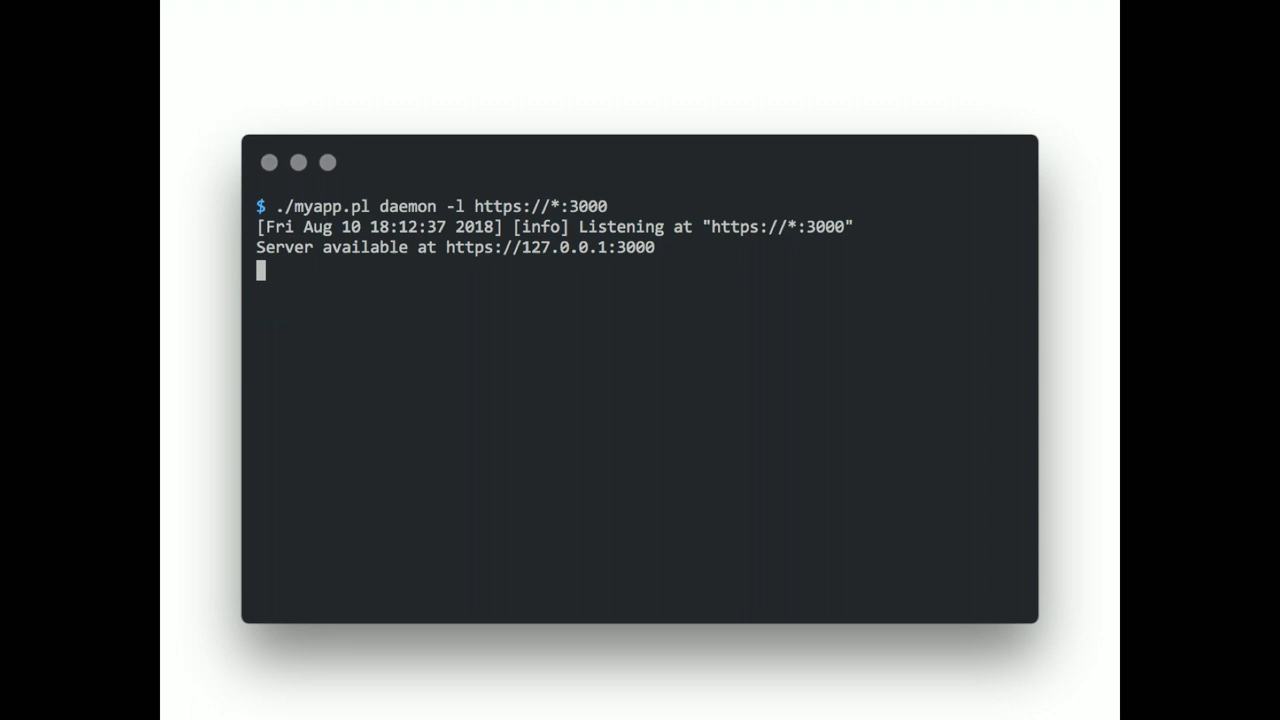 $ ./myapp.pl daemon -l https://*:3000
[Fri Aug 10 18:12:37 2018] [info] Listening at "https://*:3000"
Server available at https://127.0.0.1:3000